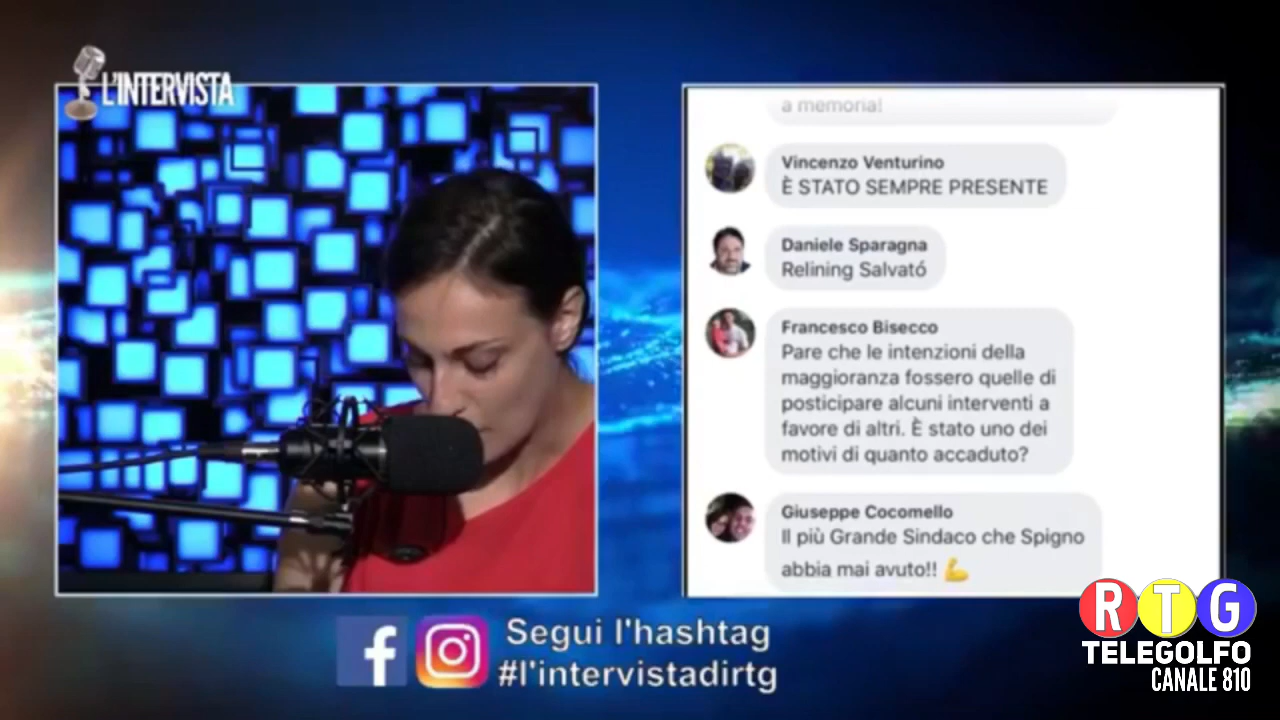 L'INTERVISTA
a memoria!
Vincenzo Venturino
È STATO SEMPRE PRESENTE
Daniele Sparagna
Relining Salvató
Francesco Bisecco
Pare che le intenzioni della
maggioranza fossero quelle di
posticipare alcuni interventi a
favore di altri. È stato uno dei
motivi di quanto accaduto?
Giuseppe Cocomello
Il più Grande Sindaco che Spigno
abbia mai avuto!! 💪
Segui l'hashtag
#l'intervistadirtg
RTG
TELEGOLFO
CANALE 810